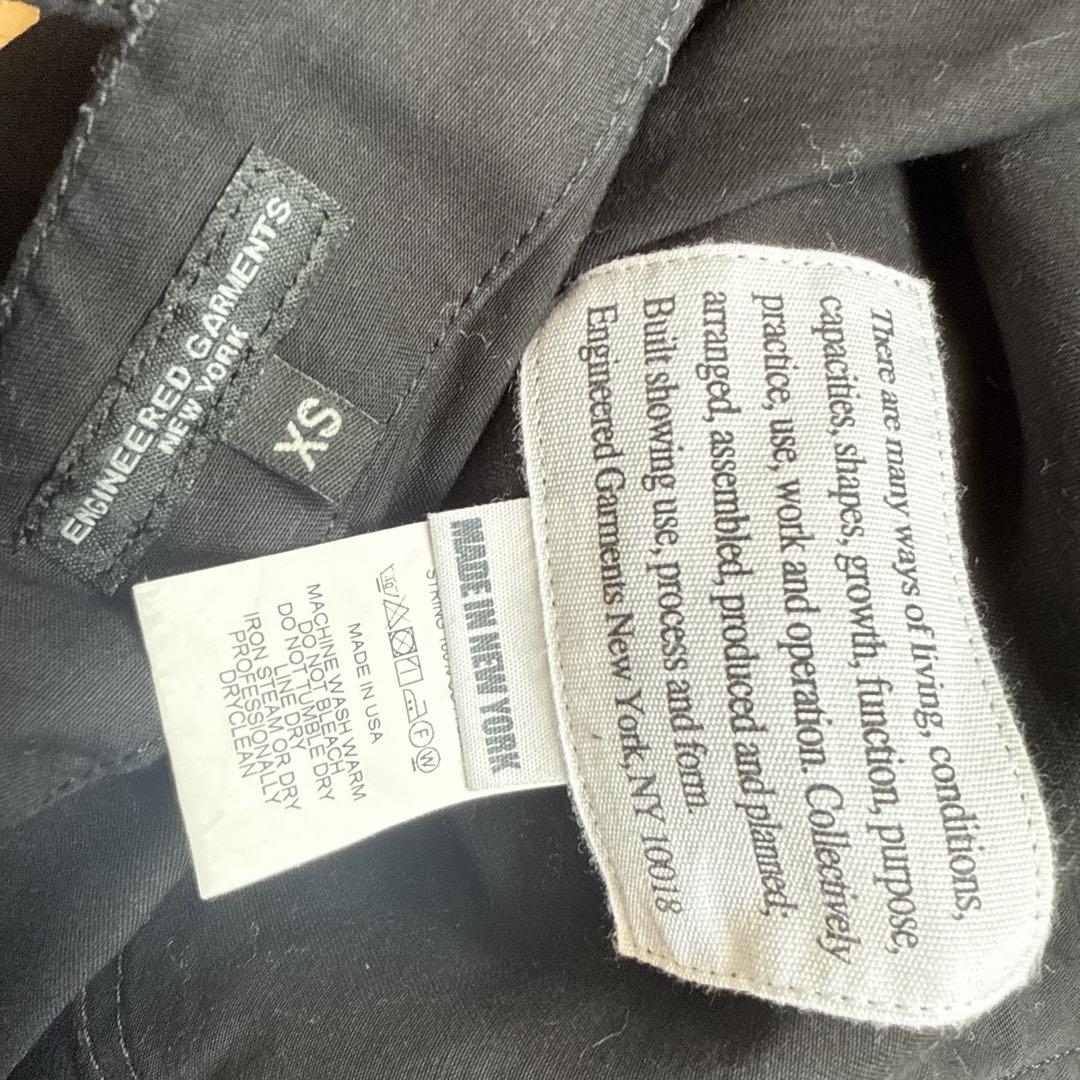 ENGINEERED GARMENTS
NEW YORK
XS
There are many ways of living, conditions,
capacities, shapes, growth, function, purpose,
practice, use, work and operation. Collectively
arranged, assembled, produced and planned;
Built showing use, process and form.
Engineered Garments New York, NY 10018
MADE IN NEW YORK
MADE IN USA
MACHINE WASH WARM
DO NOT BLEACH
DO NOT TUMBLE DRY
LINE DRY
IRON STEAM OR DRY
PROFESSIONALLY
DRYCLEAN